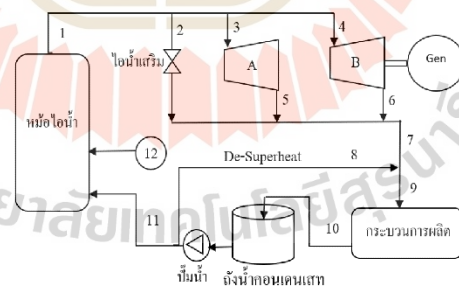 1
2
3
4
ไอน้ำเสริม
A
B
Gen
หม้อไอน้ำ
5
6
12
7
De-Superheat
8
9
11
10
กระบวนการผลิต
ปั๊มน้ำ
ถังน้ำคอนเดนเสท